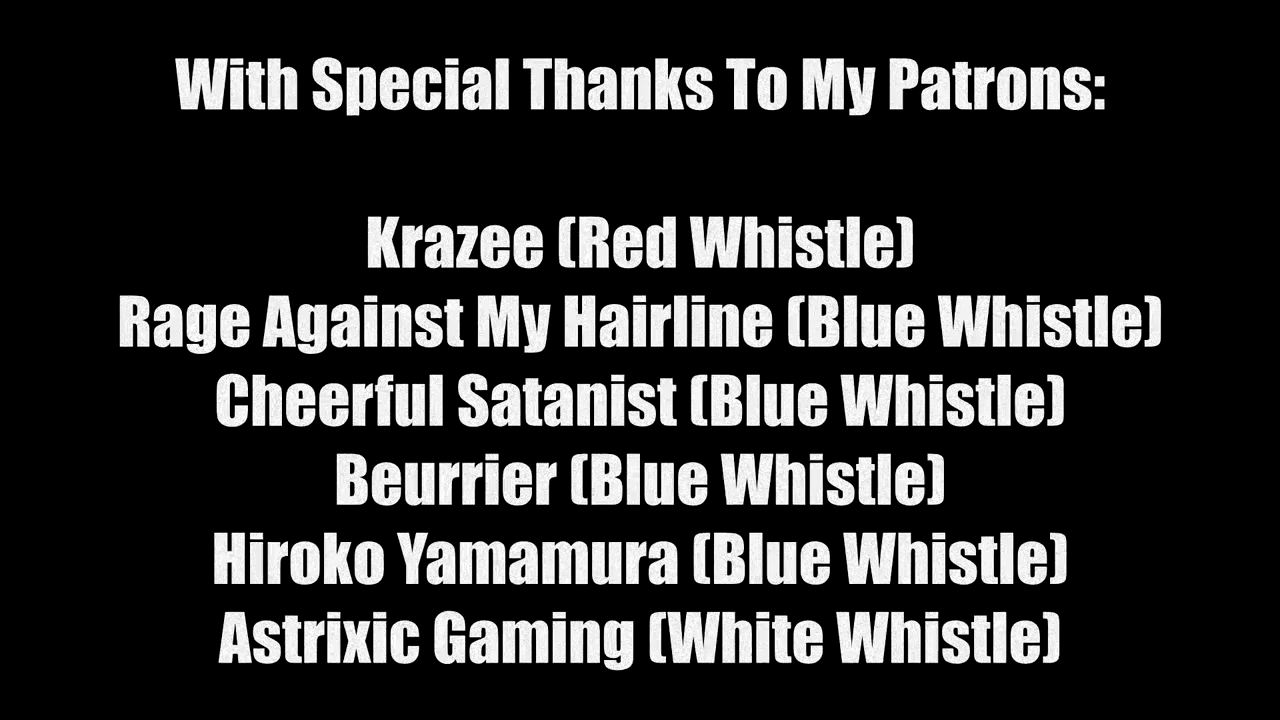 With Special Thanks To My Patrons:
Krazee (Red Whistle)
Rage Against My Hairline (Blue Whistle)
Cheerful Satanist (Blue Whistle)
Beurrier (Blue Whistle)
Hiroko Yamamura (Blue Whistle)
Astrixic Gaming (White Whistle)